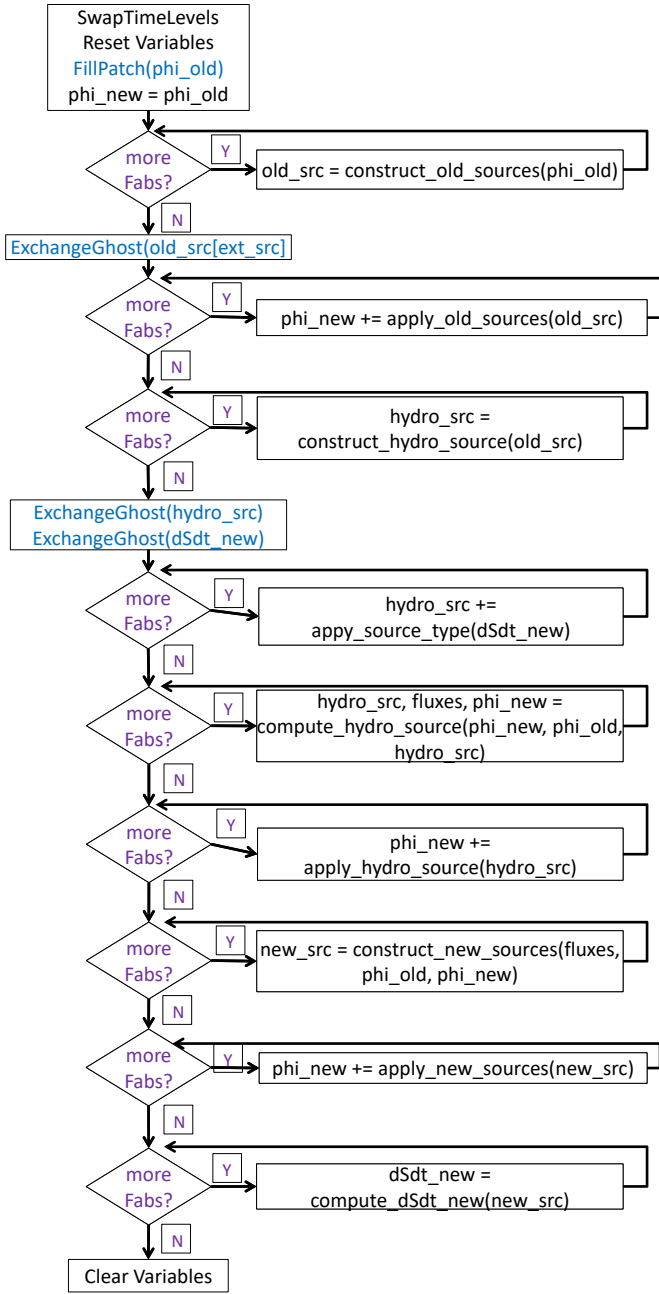 SwapTimeLevels
Reset Variables
FillPatch(phi_old)
phi_new = phi_old
more
Fabs?
Y
old_src = construct_old_sources(phi_old)
N
ExchangeGhost(old_src[ext_src]
more
Fabs?
Y
phi_new += apply_old_sources(old_src)
N
more
Fabs?
Y
hydro_src =
construct_hydro_source(old_src)
N
ExchangeGhost(hydro_src)
ExchangeGhost(dSdt_new)
more
Fabs?
Y
hydro_src +=
appy_source_type(dSdt_new)
N
more
Fabs?
Y
hydro_src, fluxes, phi_new =
compute_hydro_source(phi_new, phi_old,
hydro_src)
N
more
Fabs?
Y
phi_new +=
apply_hydro_source(hydro_src)
N
more
Fabs?
Y
new_src = construct_new_sources(fluxes,
phi_old, phi_new)
N
more
Fabs?
Y
phi_new += apply_new_sources(new_src)
N
more
Fabs?
Y
dSdt_new =
compute_dSdt_new(new_src)
N
Clear Variables